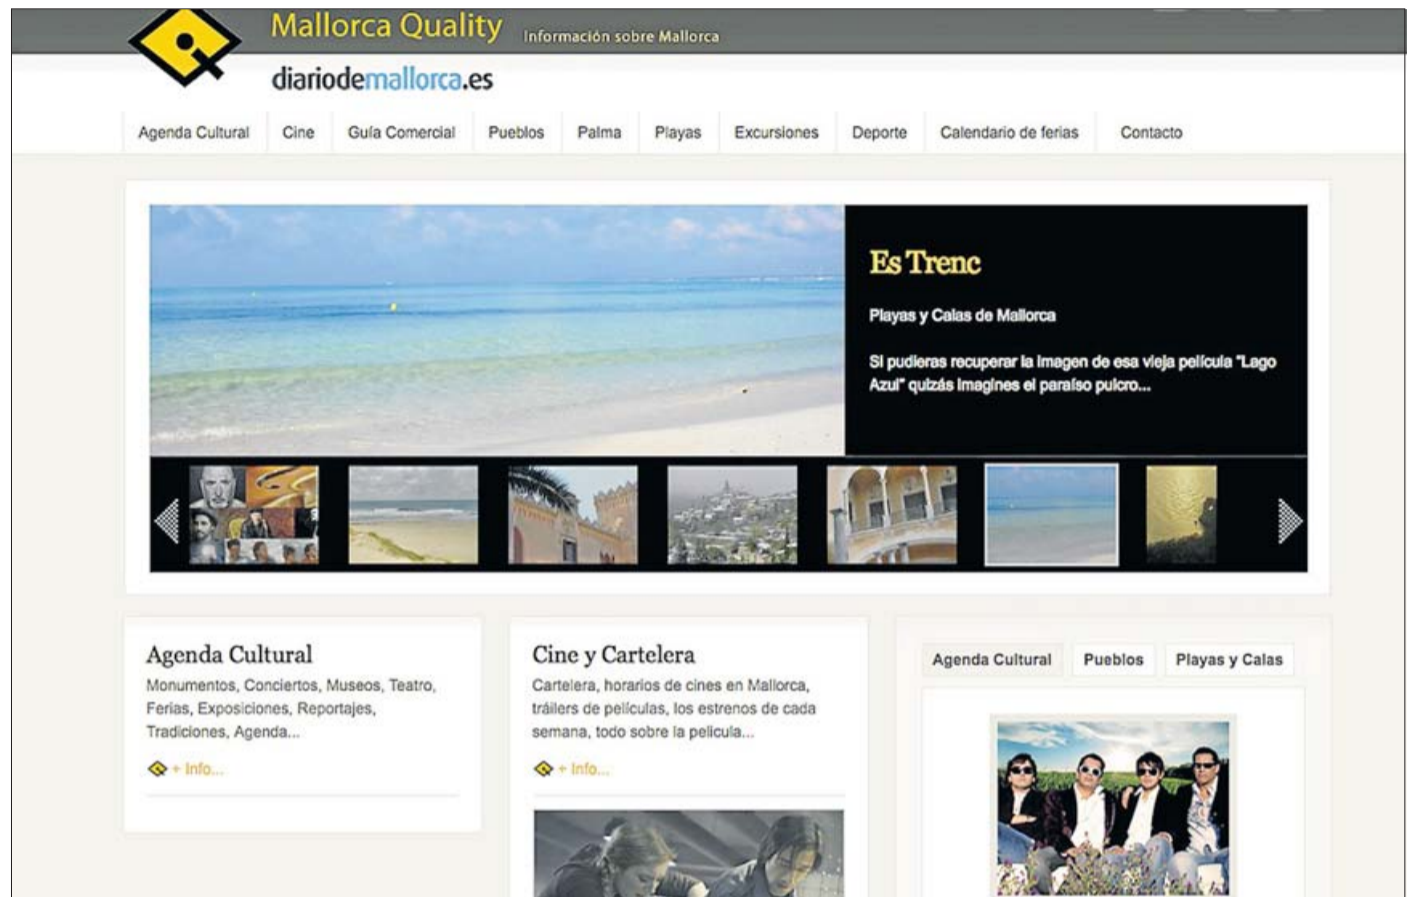 Mallorca Quality Información sobre Mallorca
diariodemallorca.es
Agenda Cultural Cine Guía Comercial Pueblos Palma Playas Excursiones Deporte Calendario de ferias Contacto
Es Trenc
Playas y Calas de Mallorca
Si pudieras recuperar la imagen de esa vieja película "Lago
Azul" quizás imagines el paraíso pulcro...
Agenda Cultural
Monumentos, Conciertos, Museos, Teatro,
Ferias, Exposiciones, Reportajes,
Tradiciones, Agenda...
+ Info...
Cine y Cartelera
Cartelera, horarios de cines en Mallorca,
tráilers de películas, los estrenos de cada
semana, todo sobre la película...
+ Info...
Agenda Cultural Pueblos Playas y Calas